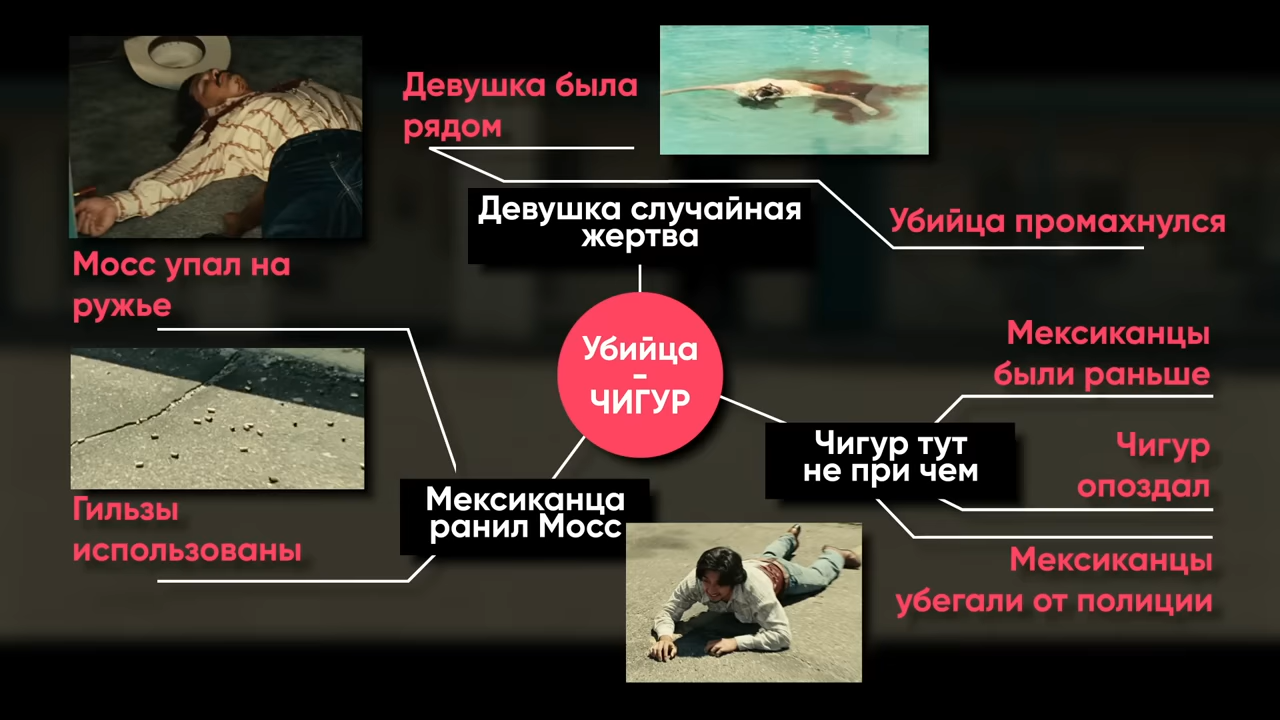 Девушка была
рядом
Девушка случайная
жертва
Убийца промахнулся
Мосс упал на
ружье
Убийца
-
ЧИГУР
Мексиканцы
были раньше
Чигур тут
не при чем
Чигур
опоздал
Мексиканца
ранил Мосс
Гильзы
использованы
Мексиканцы
убегали от полиции